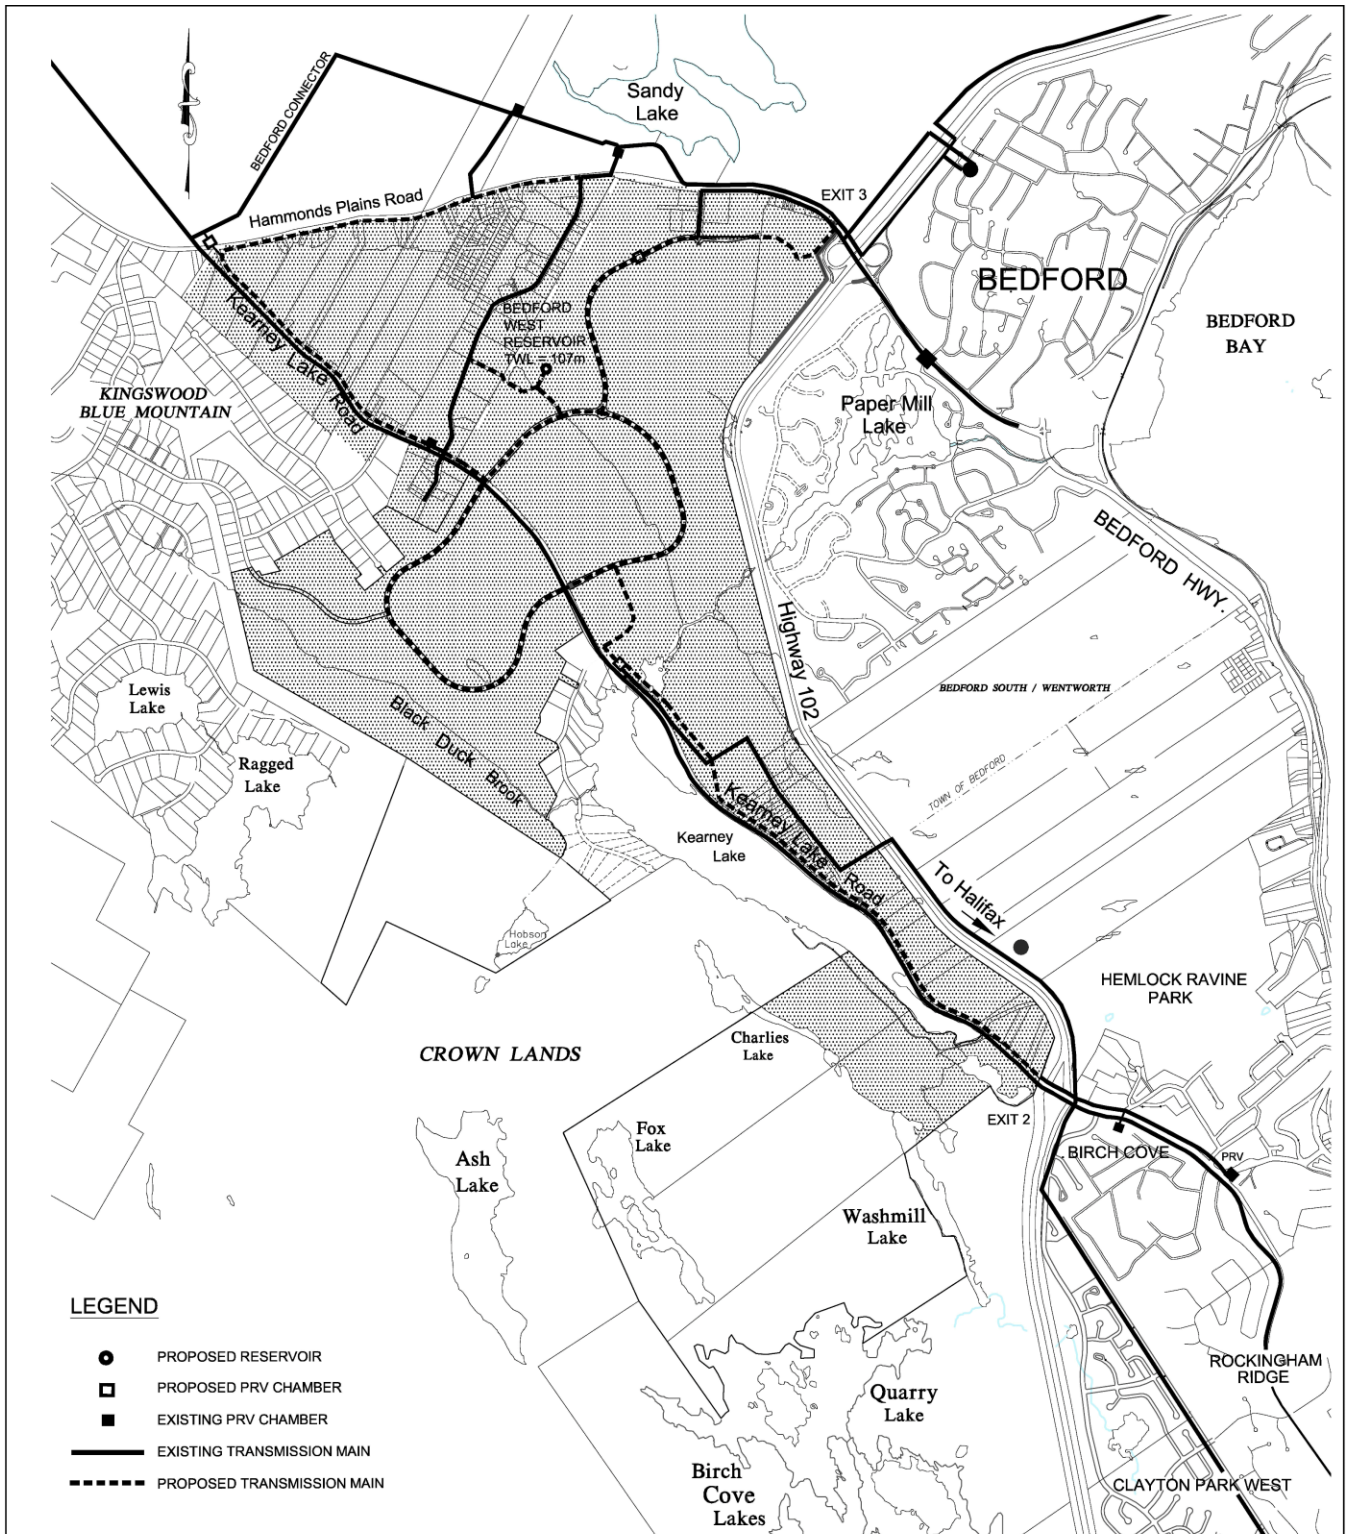 Sandy
Lake
BEDFORD CONNECTOR
EXIT 3
Hammonds Plains Road
BEDFORD
BEDFORD
BAY
Kearney Lake Road
BEDFORD
WEST
RESERVOIR
TWL = 107m
KINGSWOOD
BLUE MOUNTAIN
Paper Mill
Lake
BEDFORD HWY.
Highway 102
BEDFORD SOUTH / WENTWORTH
Lewis
Lake
Black Duck Brook
Ragged
Lake
TOWN OF BEDFORD
Kearney Lake Road
Kearney
Lake
To Halifax
Hobson
Lake
HEMLOCK RAVINE
PARK
Charlies
Lake
CROWN LANDS
EXIT 2
Fox
Lake
BIRCH COVE
PRV
Ash
Lake
Washmill
Lake
LEGEND
PROPOSED RESERVOIR
PROPOSED PRV CHAMBER
EXISTING PRV CHAMBER
EXISTING TRANSMISSION MAIN
PROPOSED TRANSMISSION MAIN
ROCKINGHAM
RIDGE
Quarry
Lake
Birch
Cove
Lakes
CLAYTON PARK WEST